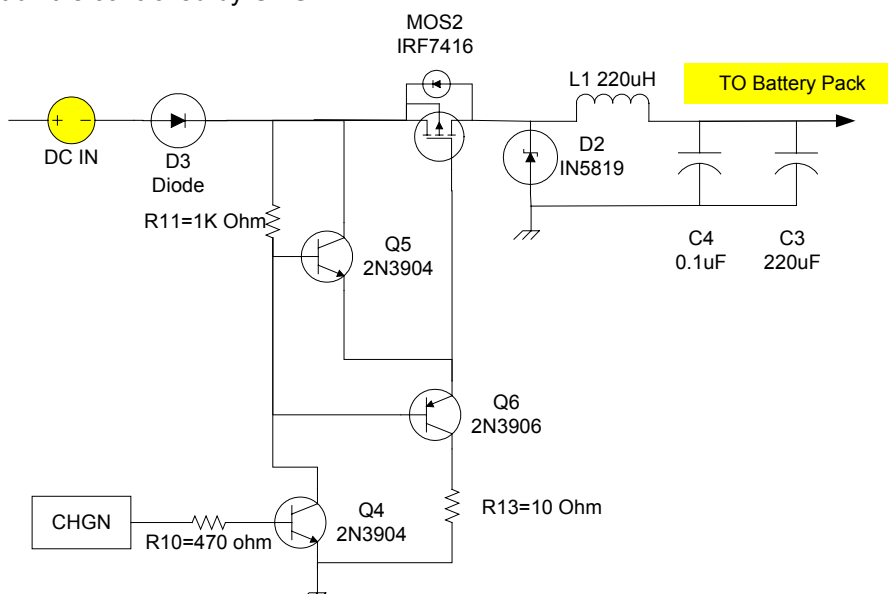 MOS2
IRF7416
L1 220uH
TO Battery Pack
+ -
DC IN
D3
Diode
D2
IN5819
R11=1K Ohm
Q5
2N3904
C4
0.1uF
C3
220uF
Q6
2N3906
CHGN
R10=470 ohm
Q4
2N3904
R13=10 Ohm